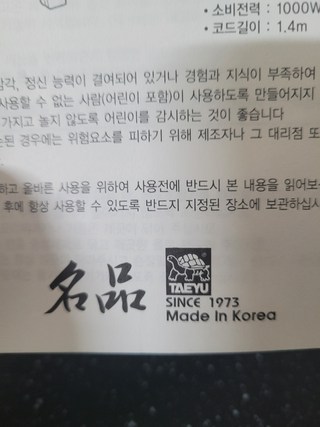 • 소비전력 : 1000W
• 코드길이 : 1.4m
감각, 정신 능력이 결여되어 있거나 경험과 지식이 부족하여
사용할 수 없는 사람(어린이 포함)이 사용하도록 만들어지지
가지고 놀지 않도록 어린이를 감시하는 것이 좋습니다
된 경우에는 위험요소를 피하기 위해 제조자나 그 대리점 또
하고 올바른 사용을 위하여 사용전에 반드시 본 내용을 읽어보
후에 항상 사용할 수 있도록 반드지 지정된 장소에 보관하십시
名品
TAEYU
SINCE 1973
Made In Korea